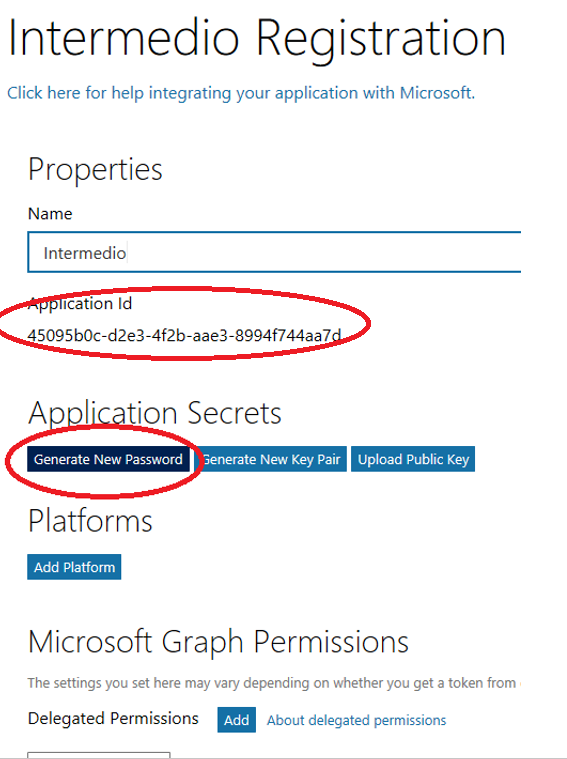 Intermedio Registration
Click here for help integrating your application with Microsoft.
Properties
Name
Intermedio
Application Id
45095b0c-d2e3-4f2b-aae3-8994f744aa7d
Application Secrets
Generate New Password Generate New Key Pair Upload Public Key
Platforms
Add Platform
Microsoft Graph Permissions
The settings you set here may vary depending on whether you get a token from
Delegated Permissions Add About delegated permissions